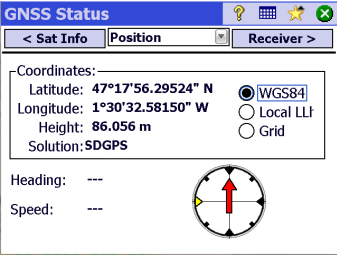 GNSS Status
< Sat Info Position Receiver >
Coordinates:
Latitude: 47°17'56.29524" N
Longitude: 1°30'32.58150" W
Height: 86.056 m
Solution: SDGPS
WGS84
Local LLh
Grid
Heading: ---
Speed: ---